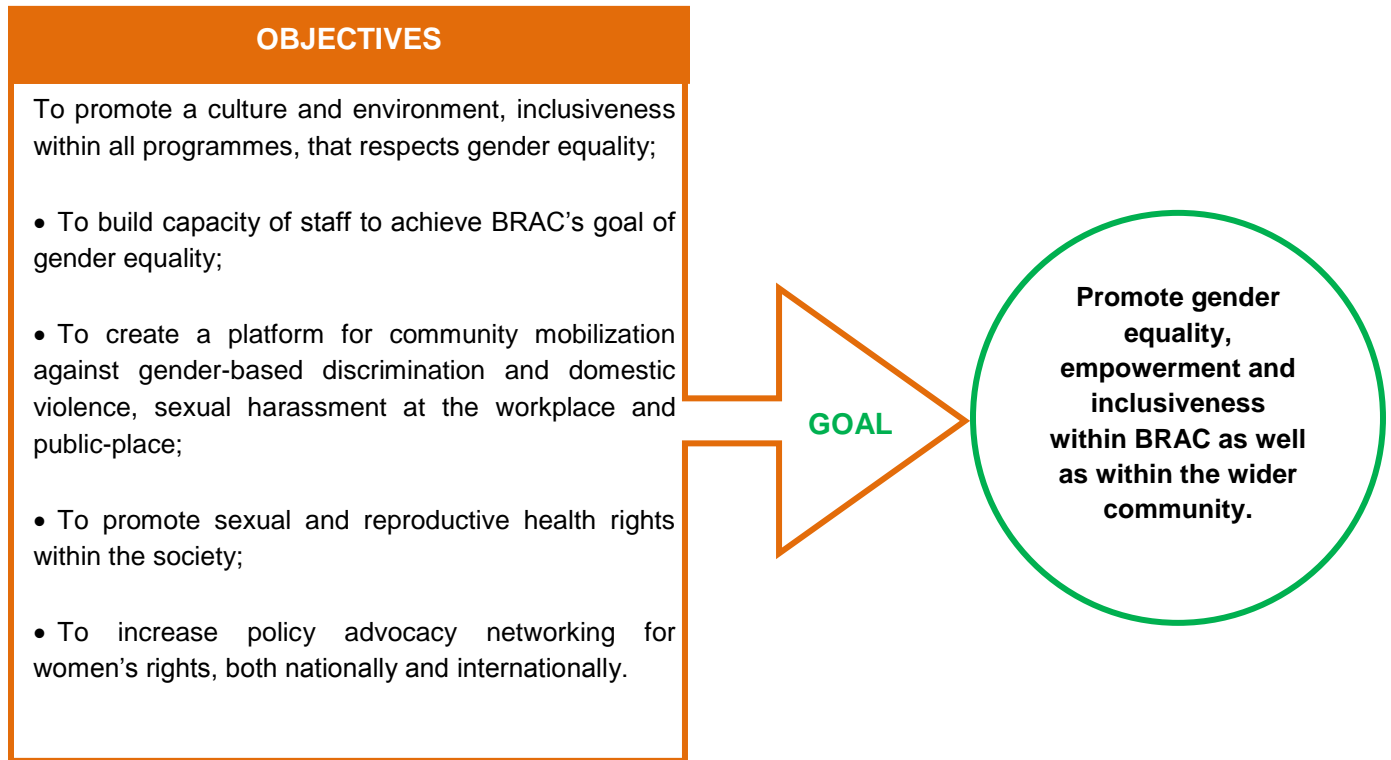 OBJECTIVES
To promote a culture and environment, inclusiveness
within all programmes, that respects gender equality;
• To build capacity of staff to achieve BRAC’s goal of
gender equality;
• To create a platform for community mobilization
against gender-based discrimination and domestic
violence, sexual harassment at the workplace and
public-place;
• To promote sexual and reproductive health rights
within the society;
• To increase policy advocacy networking for
women’s rights, both nationally and internationally.
GOAL
Promote gender
equality,
empowerment and
inclusiveness
within BRAC as well
as within the wider
community.